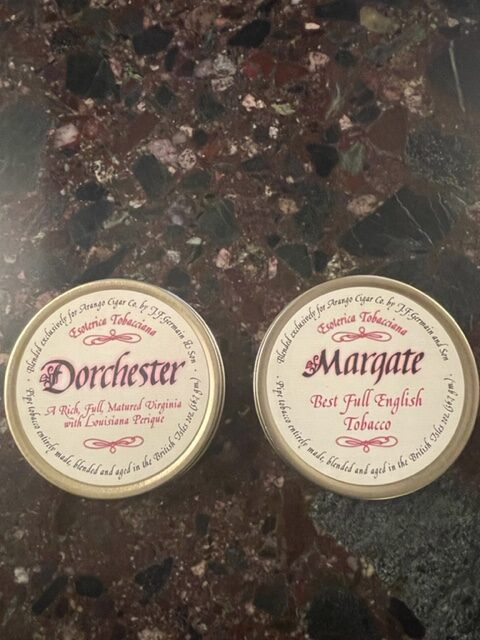 Blended exclusively for Arango Cigar Co. by J.F. Germain & Son
Esoterica Tobacciana
Dorchester
A Rich, Full, Matured Virginia
with Louisiana Perique
Pipe tobacco entirely made, blended and aged in the British Isles 2oz. (56.7 gm.)
Blended exclusively for Arango Cigar Co. by J.F. Germain and Son
Esoterica Tobacciana
Margate
Best Full English
Tobacco
Pipe tobacco entirely made, blended and aged in the British Isles 2oz. (56.7 gm.)